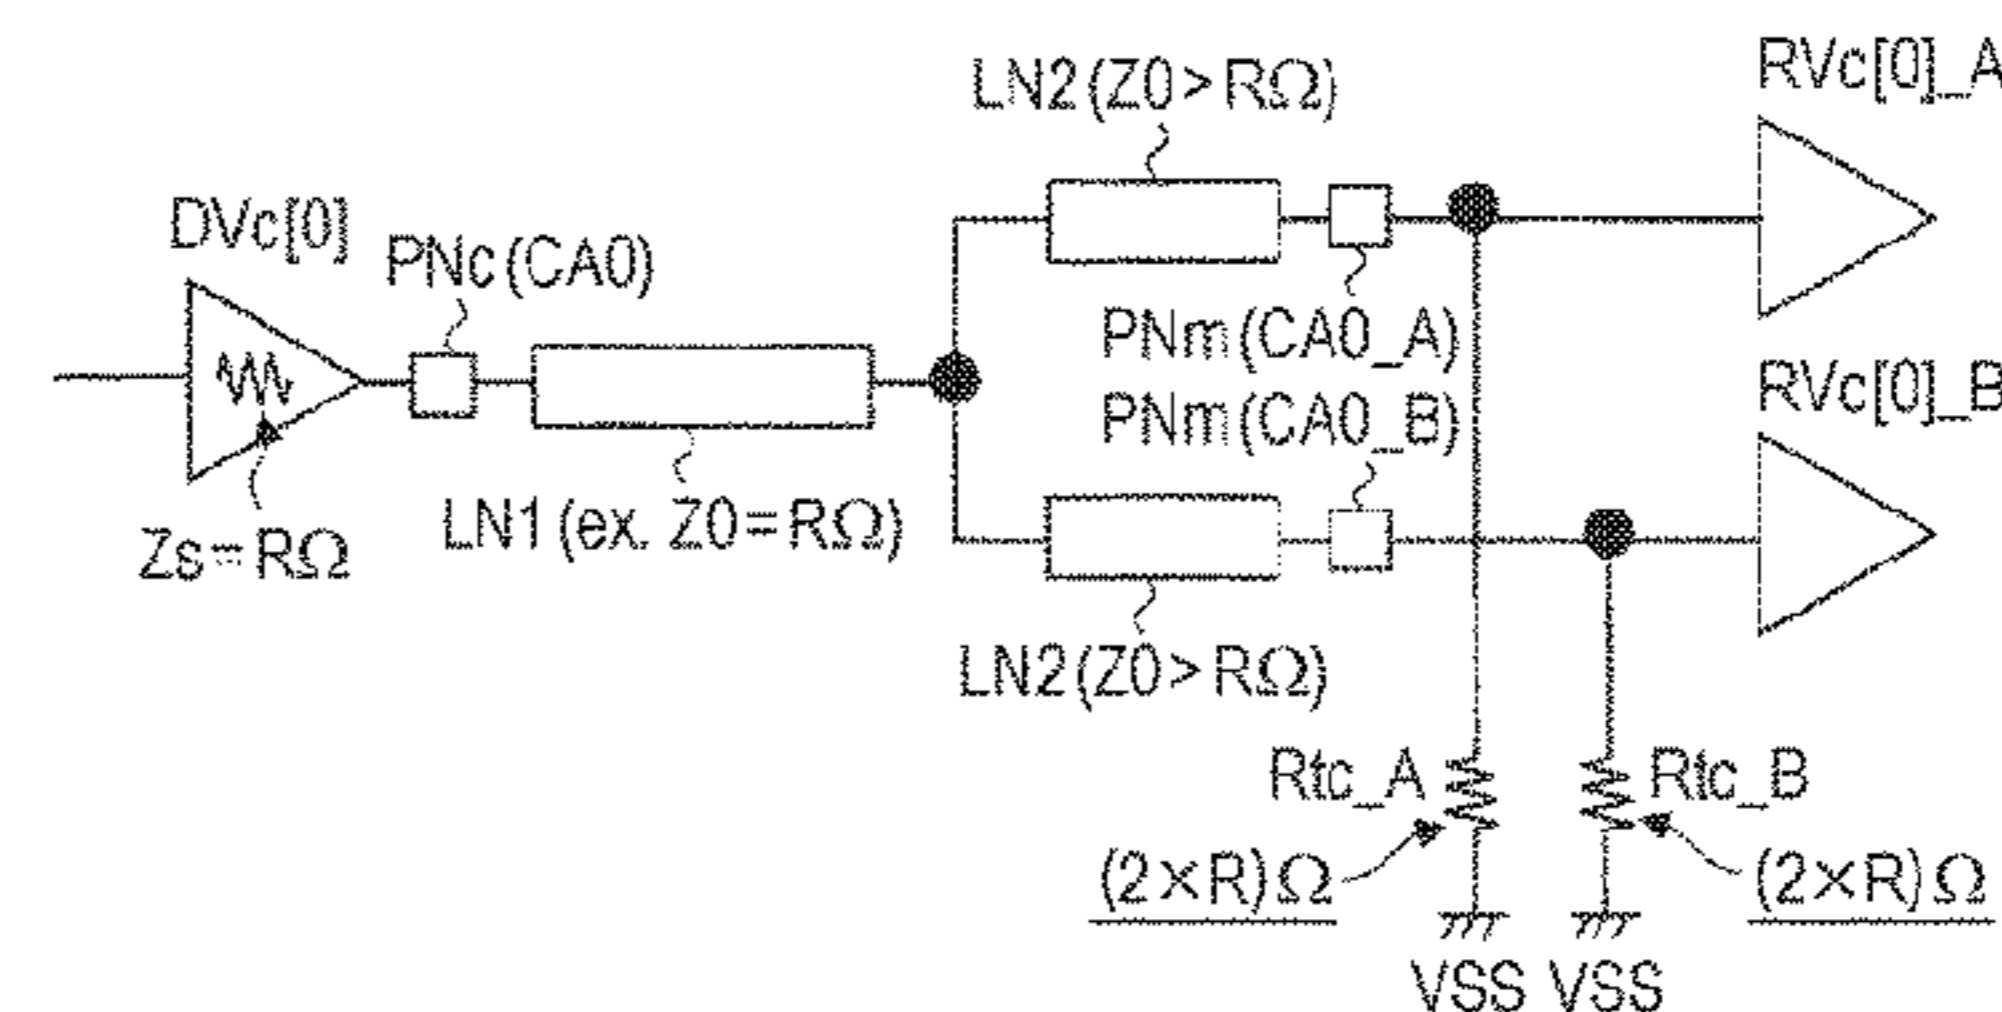 LN2(Z0>RΩ)
RVc[0]_A
DVc[0]
PNc(CA0)
PNm(CA0_A)
PNm(CA0_B)
RVc[0]_B
Zs=RΩ
LN1(ex. Z0=RΩ)
LN2(Z0>RΩ)
Rtc_A
Rtc_B
(2×R)Ω
(2×R)Ω
VSS VSS